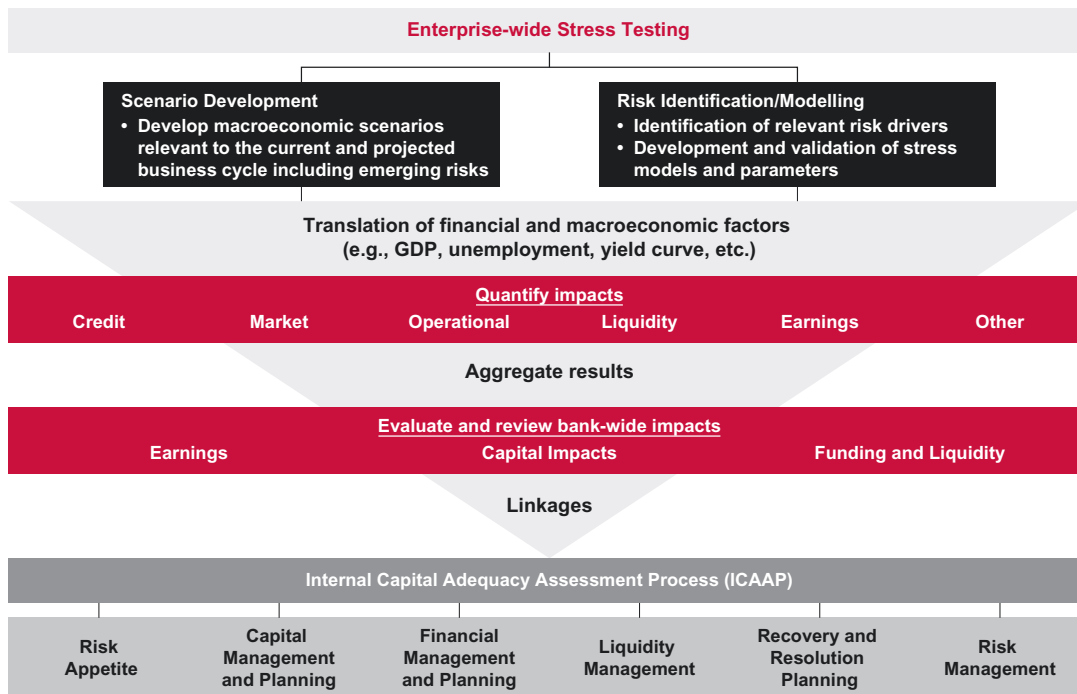 Enterprise-wide Stress Testing
Scenario Development
• Develop macroeconomic scenarios
relevant to the current and projected
business cycle including emerging risks
Risk Identification/Modelling
• Identification of relevant risk drivers
• Development and validation of stress
models and parameters
Translation of financial and macroeconomic factors
(e.g., GDP, unemployment, yield curve, etc.)
Quantify impacts
Credit Market Operational Liquidity Earnings Other
Aggregate results
Evaluate and review bank-wide impacts
Earnings Capital Impacts Funding and Liquidity
Linkages
Internal Capital Adequacy Assessment Process (ICAAP)
Risk
Appetite
Capital
Management
and Planning
Financial
Management
and Planning
Liquidity
Management
Recovery and
Resolution
Planning
Risk
Management